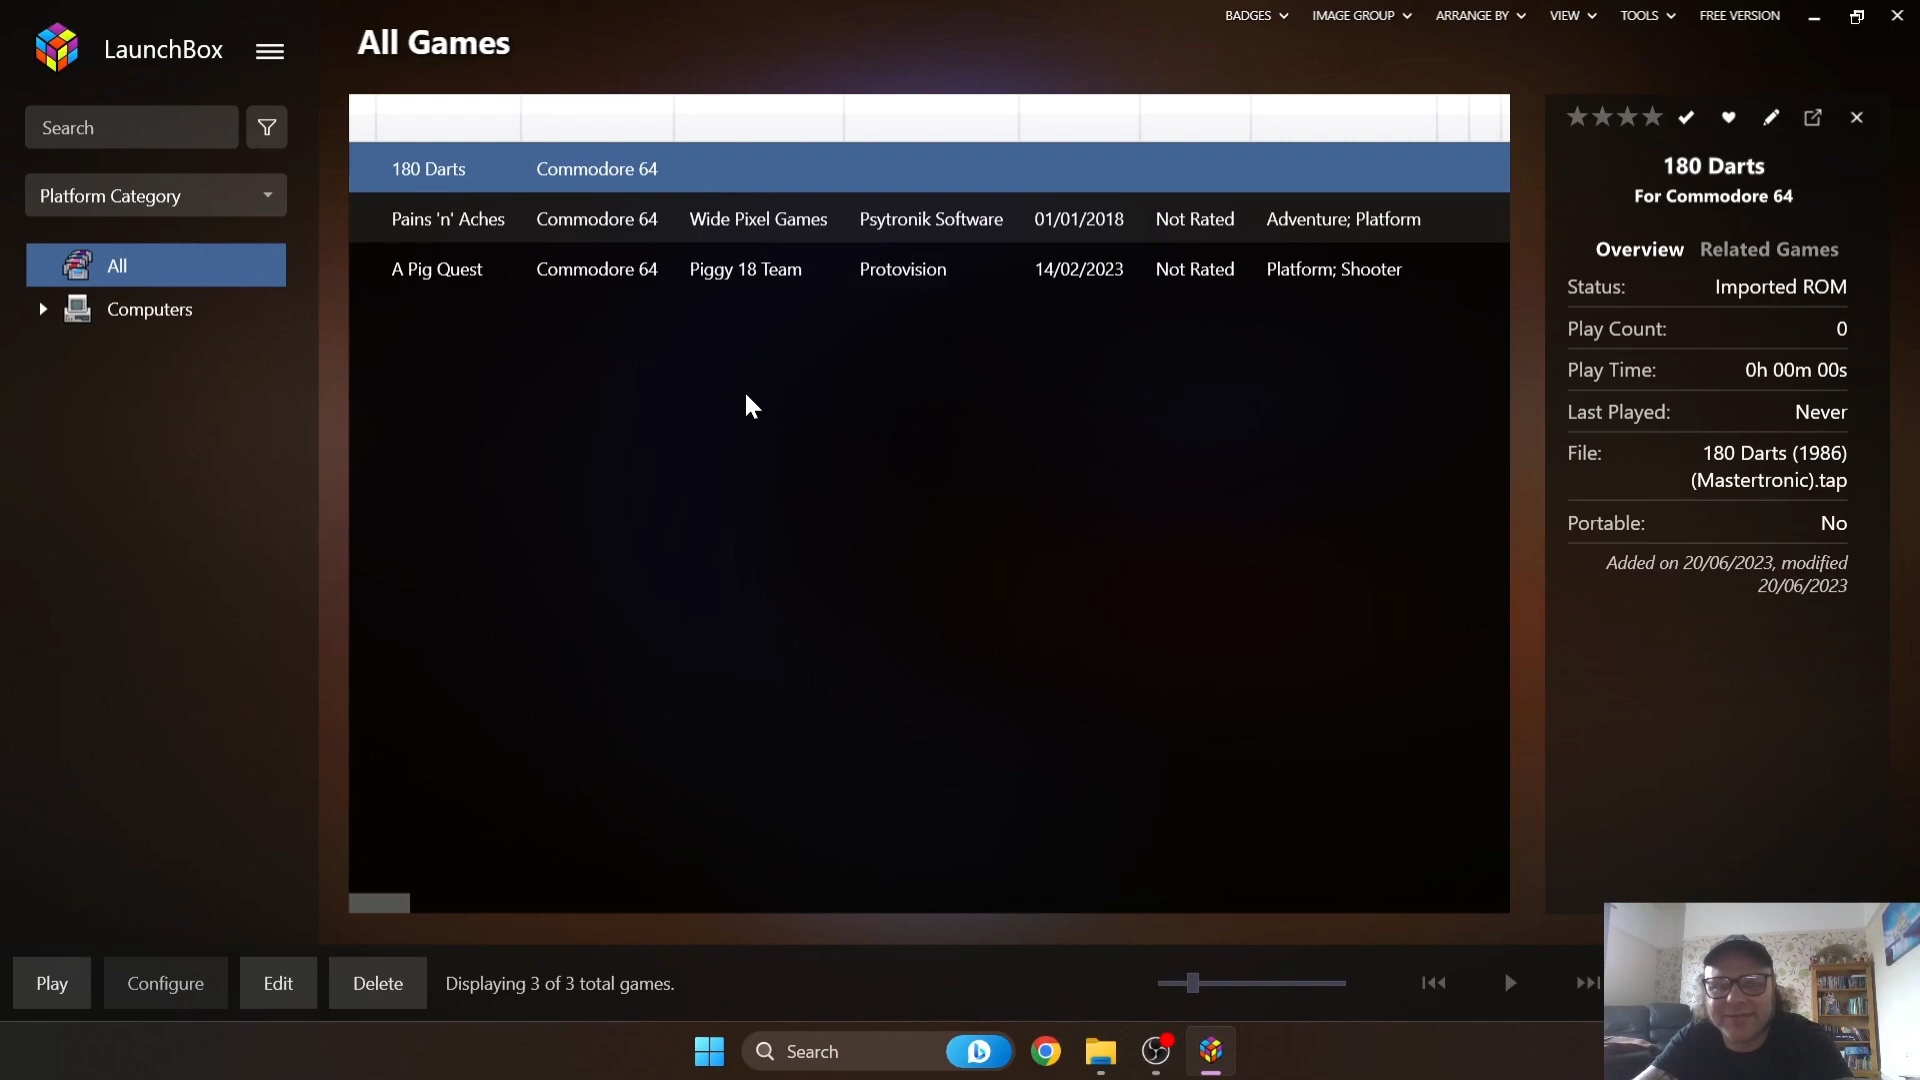 LaunchBox
All Games
BADGES
IMAGE GROUP
ARRANGE BY
VIEW
TOOLS
FREE VERSION
Search
Platform Category
All
Computers
180 Darts Commodore 64
Pains 'n' Aches Commodore 64 Wide Pixel Games Psytronik Software 01/01/2018 Not Rated Adventure; Platform
A Pig Quest Commodore 64 Piggy 18 Team Protovision 14/02/2023 Not Rated Platform; Shooter
180 Darts
For Commodore 64
Overview Related Games
Status: Imported ROM
Play Count: 0
Play Time: 0h 00m 00s
Last Played: Never
File: 180 Darts (1986)
(Mastertronic).tap
Portable: No
Added on 20/06/2023, modified
20/06/2023
Play
Configure
Edit
Delete
Displaying 3 of 3 total games.
Search